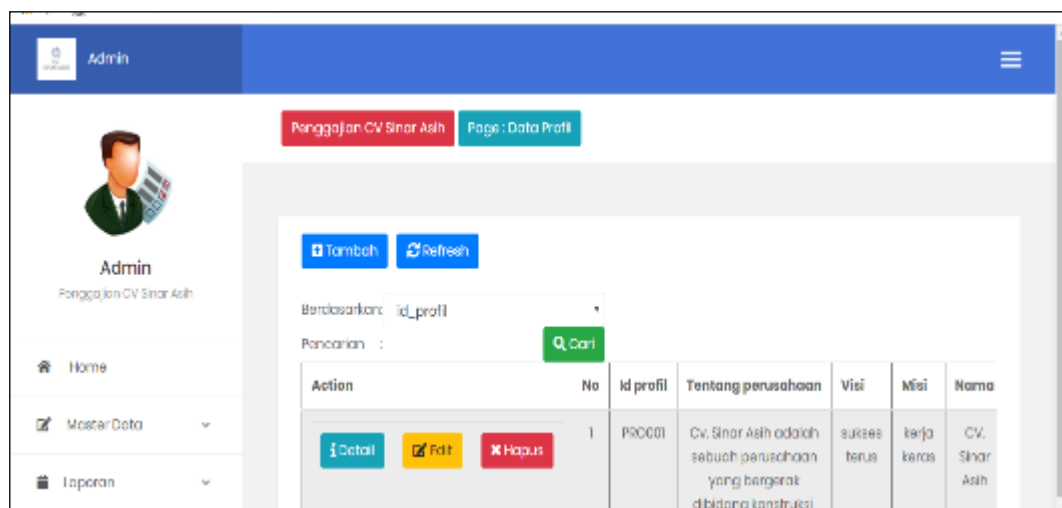 Admin
Penggajian CV Sinar Asih
Page : Data Profil
Admin
Penggajian CV Sinar Asih
Home
Master Data
Laporan
Tambah
Refresh
Berdasarkan:
id_profil
Pencarian :
Cari
Action No Id profil Tentang perusahaan Visi Misi Nama
Detail Edit Hapus 1 PRO001 Cv. Sinar Asih adalah sukses kerja CV.
sebuah perusahaan terus keras Sinar
yang bergerak Asih
dibidang konstruksi